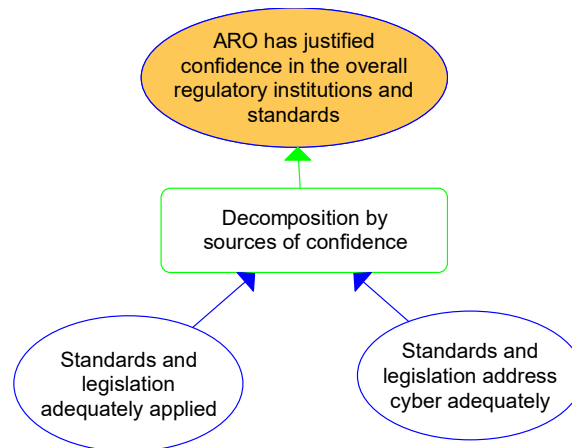 ARO has justified
confidence in the overall
regulatory institutions and
standards
Decomposition by
sources of confidence
Standards and
legislation
adequately applied
Standards and
legislation address
cyber adequately